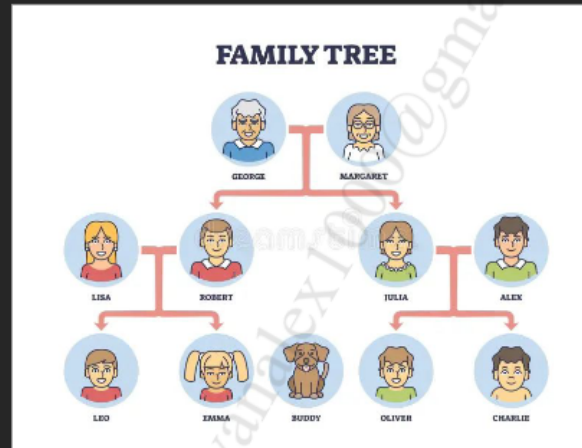 FAMILY TREE
GEORGE MARGARET
LISA ROBERT JULIA ALEX
LEO EMMA BUDDY OLIVER CHARLIE